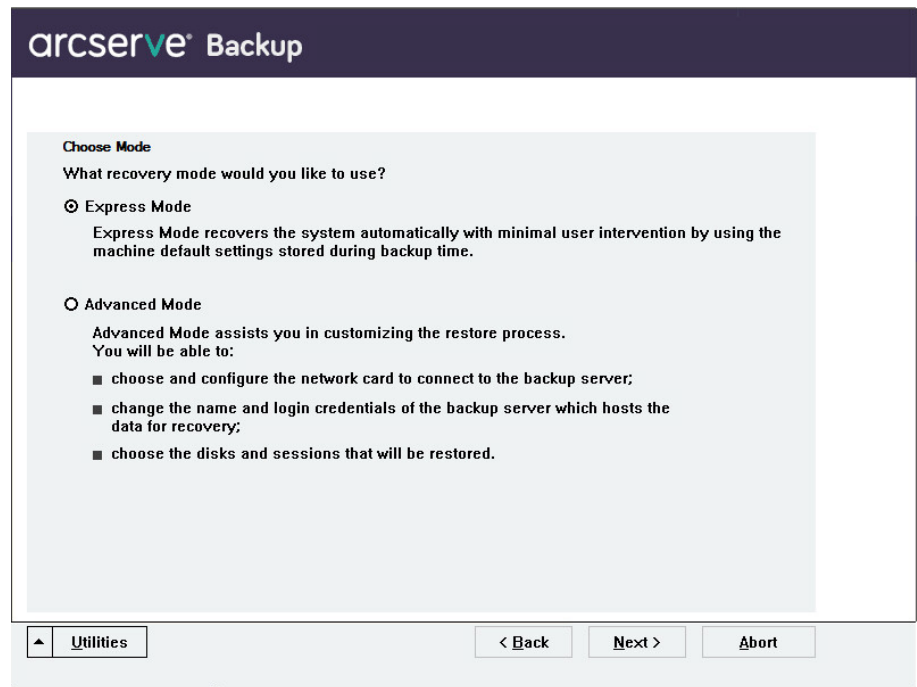 arcserve® Backup
Choose Mode
What recovery mode would you like to use?
Express Mode
Express Mode recovers the system automatically with minimal user intervention by using the
machine default settings stored during backup time.
Advanced Mode
Advanced Mode assists you in customizing the restore process.
You will be able to:
choose and configure the network card to connect to the backup server;
change the name and login credentials of the backup server which hosts the
data for recovery;
choose the disks and sessions that will be restored.
Utilities
< Back
Next >
Abort